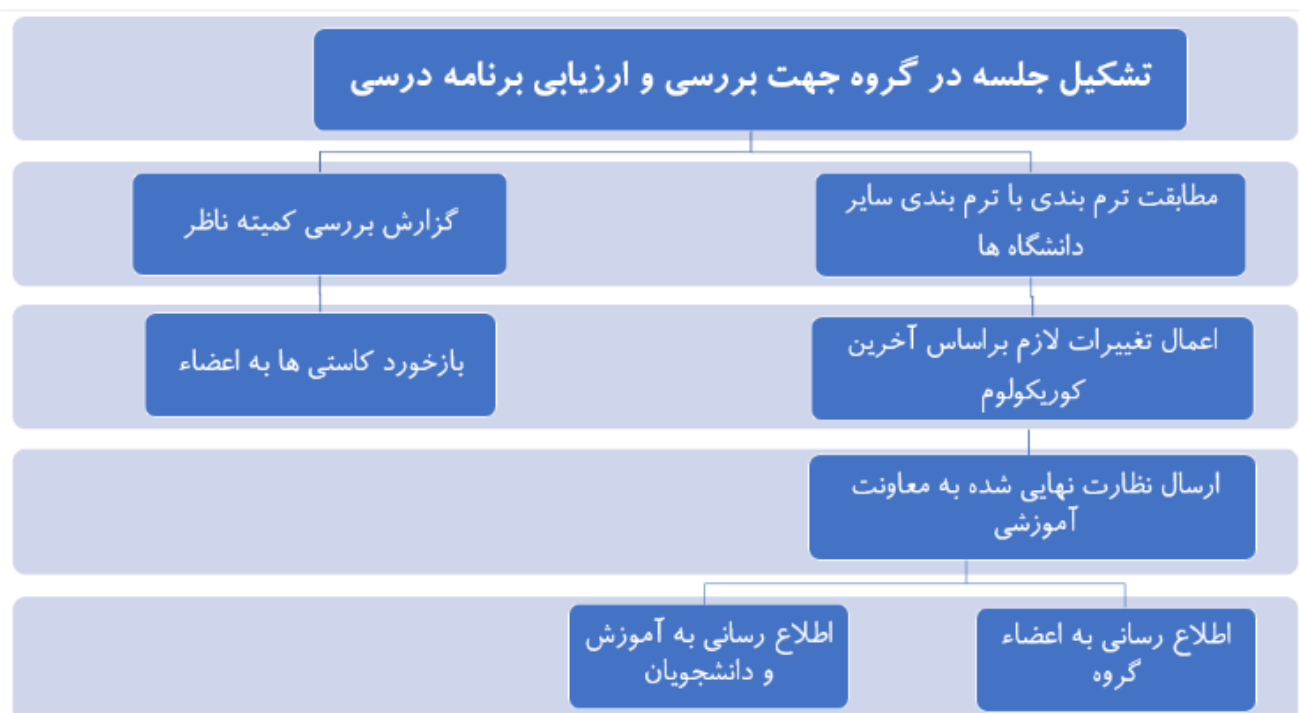 تشکیل جلسه در گروه جهت بررسی و ارزیابی برنامه درسی
مطابقت ترم بندی با ترم بندی سایر
دانشگاه ها
گزارش بررسی کمیته ناظر
اعمال تغییرات لازم براساس آخرین
کوریکولوم
بازخورد کاستی ها به اعضاء
ارسال نظارت نهایی شده به معاونت
آموزشی
اطلاع رسانی به اعضاء
گروه
اطلاع رسانی به آموزش
و دانشجویان